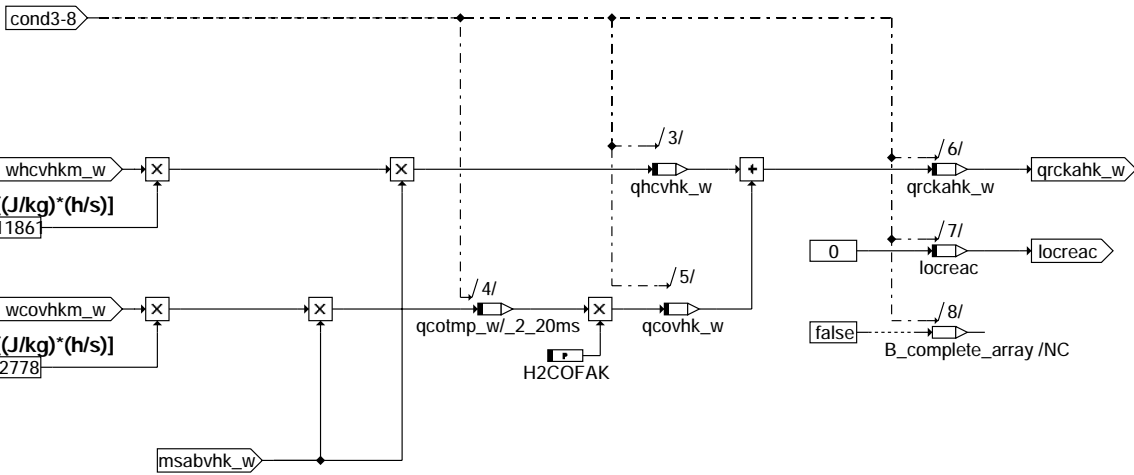 cond3-8
/3/
/6/
whcvhkm_w
qhcvhk_w
qrckahk_w
qrckahk_w
(J/kg)*(h/s)]
11861
/7/
0
locreac
locreac
/4/
/5/
wcovhkm_w
qcotmp_w/_2_20ms
qcovhk_w
/8/
false
B_complete_array /NC
(J/kg)*(h/s)]
2778
P
H2COFAK
msabvhk_w